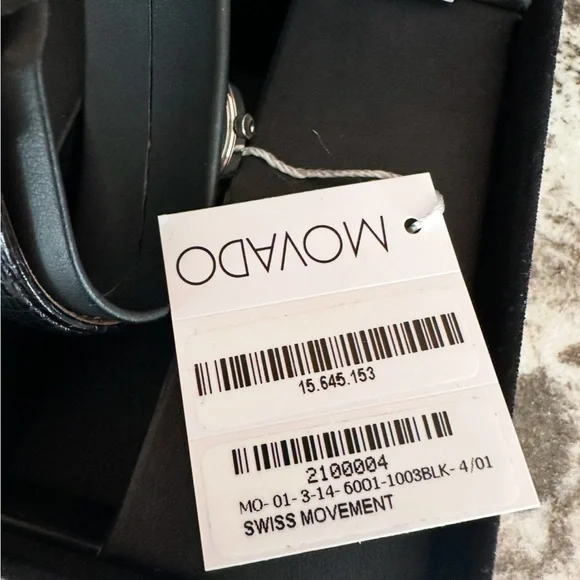 MOVADO
15.645.153
2100004
MO- 01- 3-14- 6001-1003BLK- 4/01
SWISS MOVEMENT